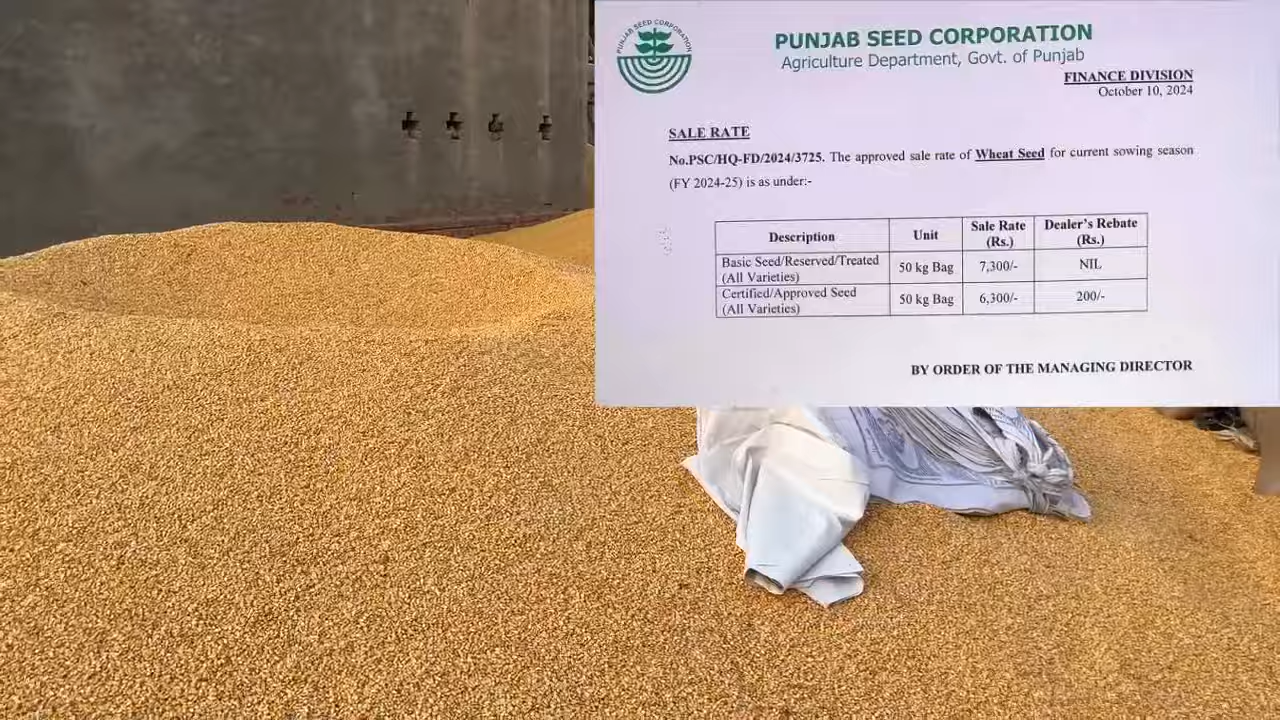 PUNJAB SEED CORPORATION
PUNJAB SEED CORPORATION
Agriculture Department, Govt. of Punjab
FINANCE DIVISION
October 10, 2024
SALE RATE
No.PSC/HQ-FD/2024/3725. The approved sale rate of Wheat Seed for current sowing season
(FY 2024-25) is as under:-
Description Unit Sale Rate (Rs.) Dealer's Rebate (Rs.)
Basic Seed/Reserved/Treated (All Varieties) 50 kg Bag 7,300/- NIL
Certified/Approved Seed (All Varieties) 50 kg Bag 6,300/- 200/-
BY ORDER OF THE MANAGING DIRECTOR